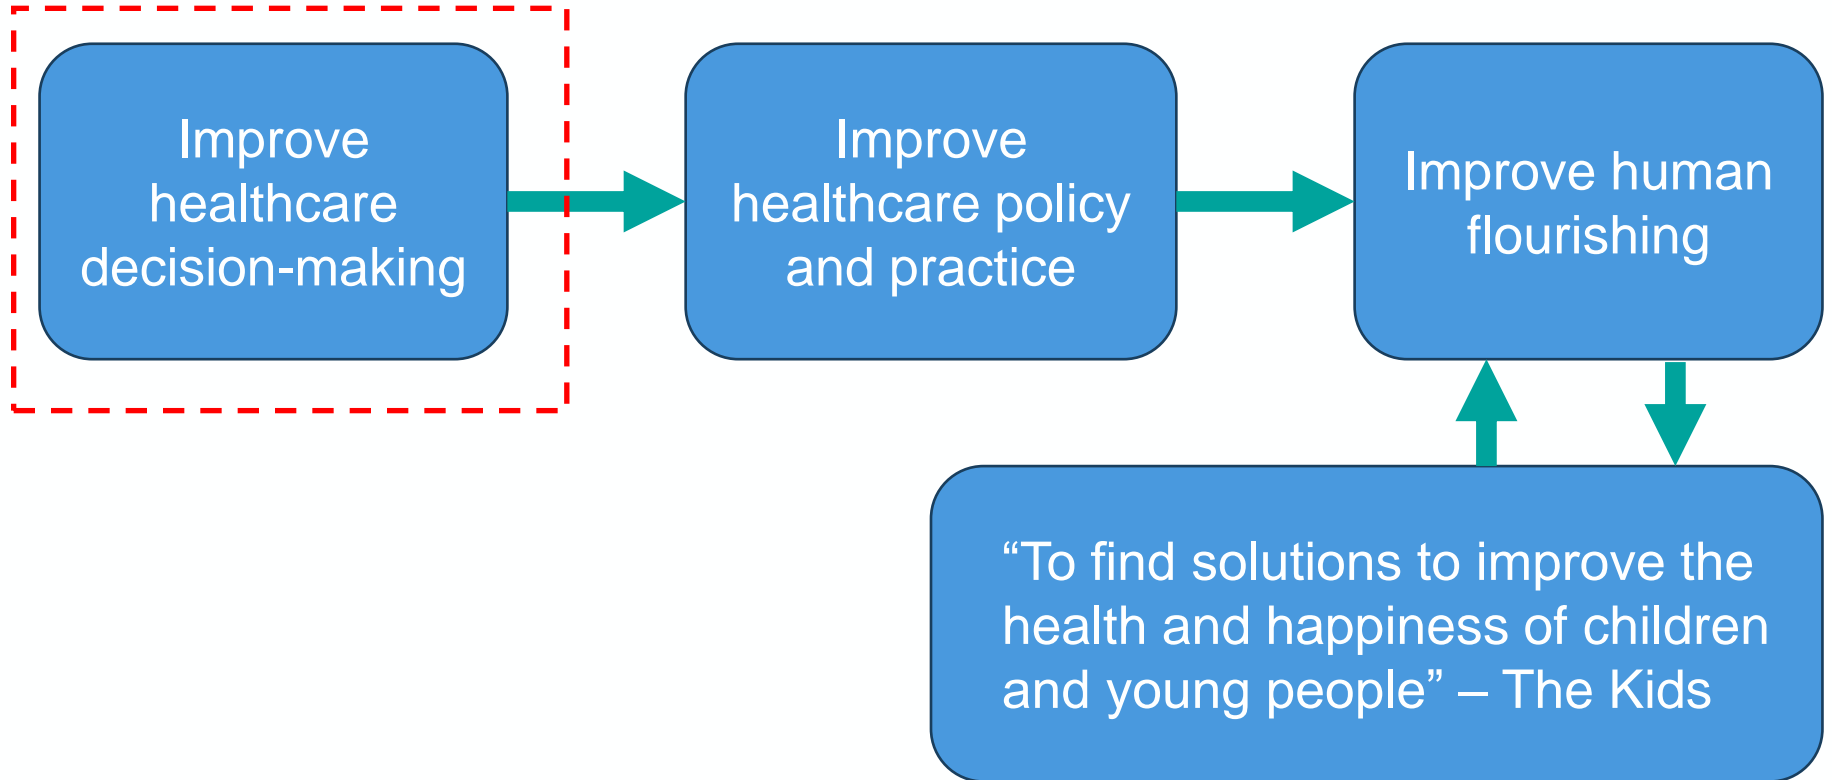 Improve
healthcare
decision-making
Improve
healthcare policy
and practice
Improve human
flourishing
“To find solutions to improve the
health and happiness of children
and young people” – The Kids